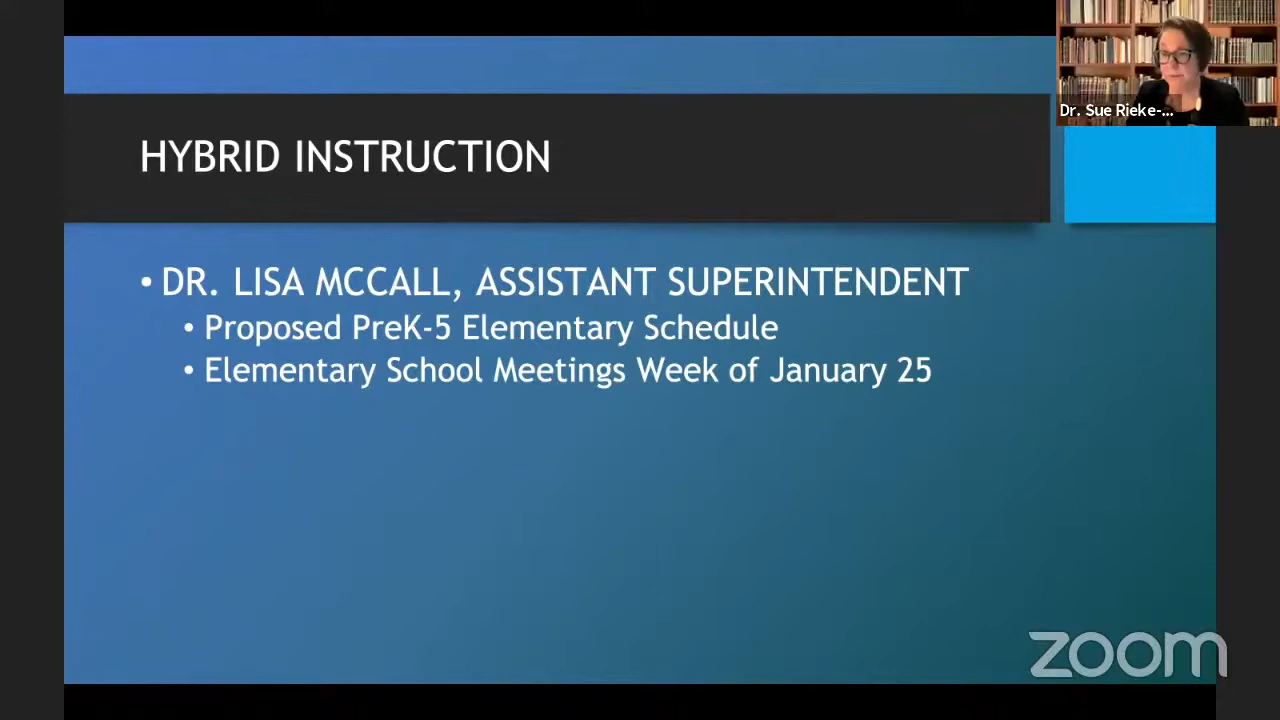 Dr. Sue Rieke-...
HYBRID INSTRUCTION
• DR. LISA MCCALL, ASSISTANT SUPERINTENDENT
• Proposed PreK-5 Elementary Schedule
• Elementary School Meetings Week of January 25
zoom